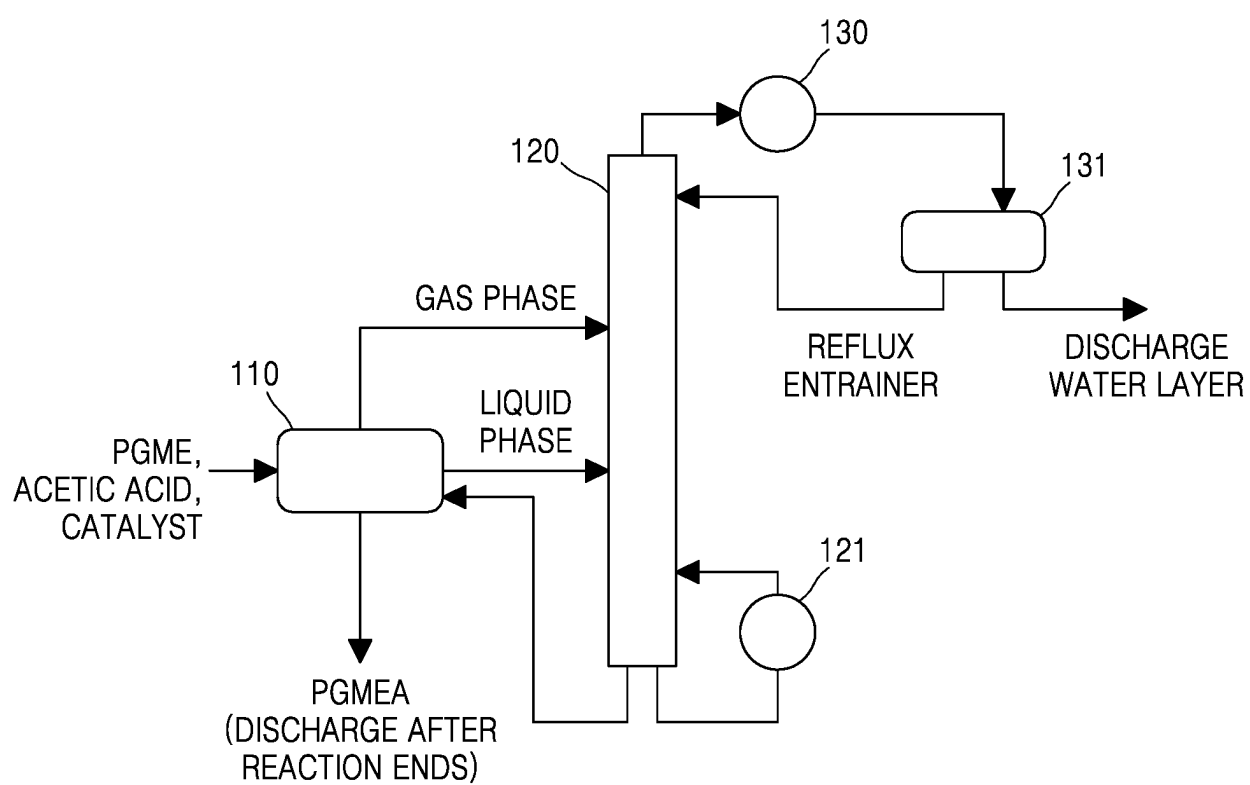 130
120
131
GAS PHASE
REFLUX
ENTRAINER
DISCHARGE
WATER LAYER
110
LIQUID
PHASE
PGME,
ACETIC ACID,
CATALYST
121
PGMEA
(DISCHARGE AFTER
REACTION ENDS)